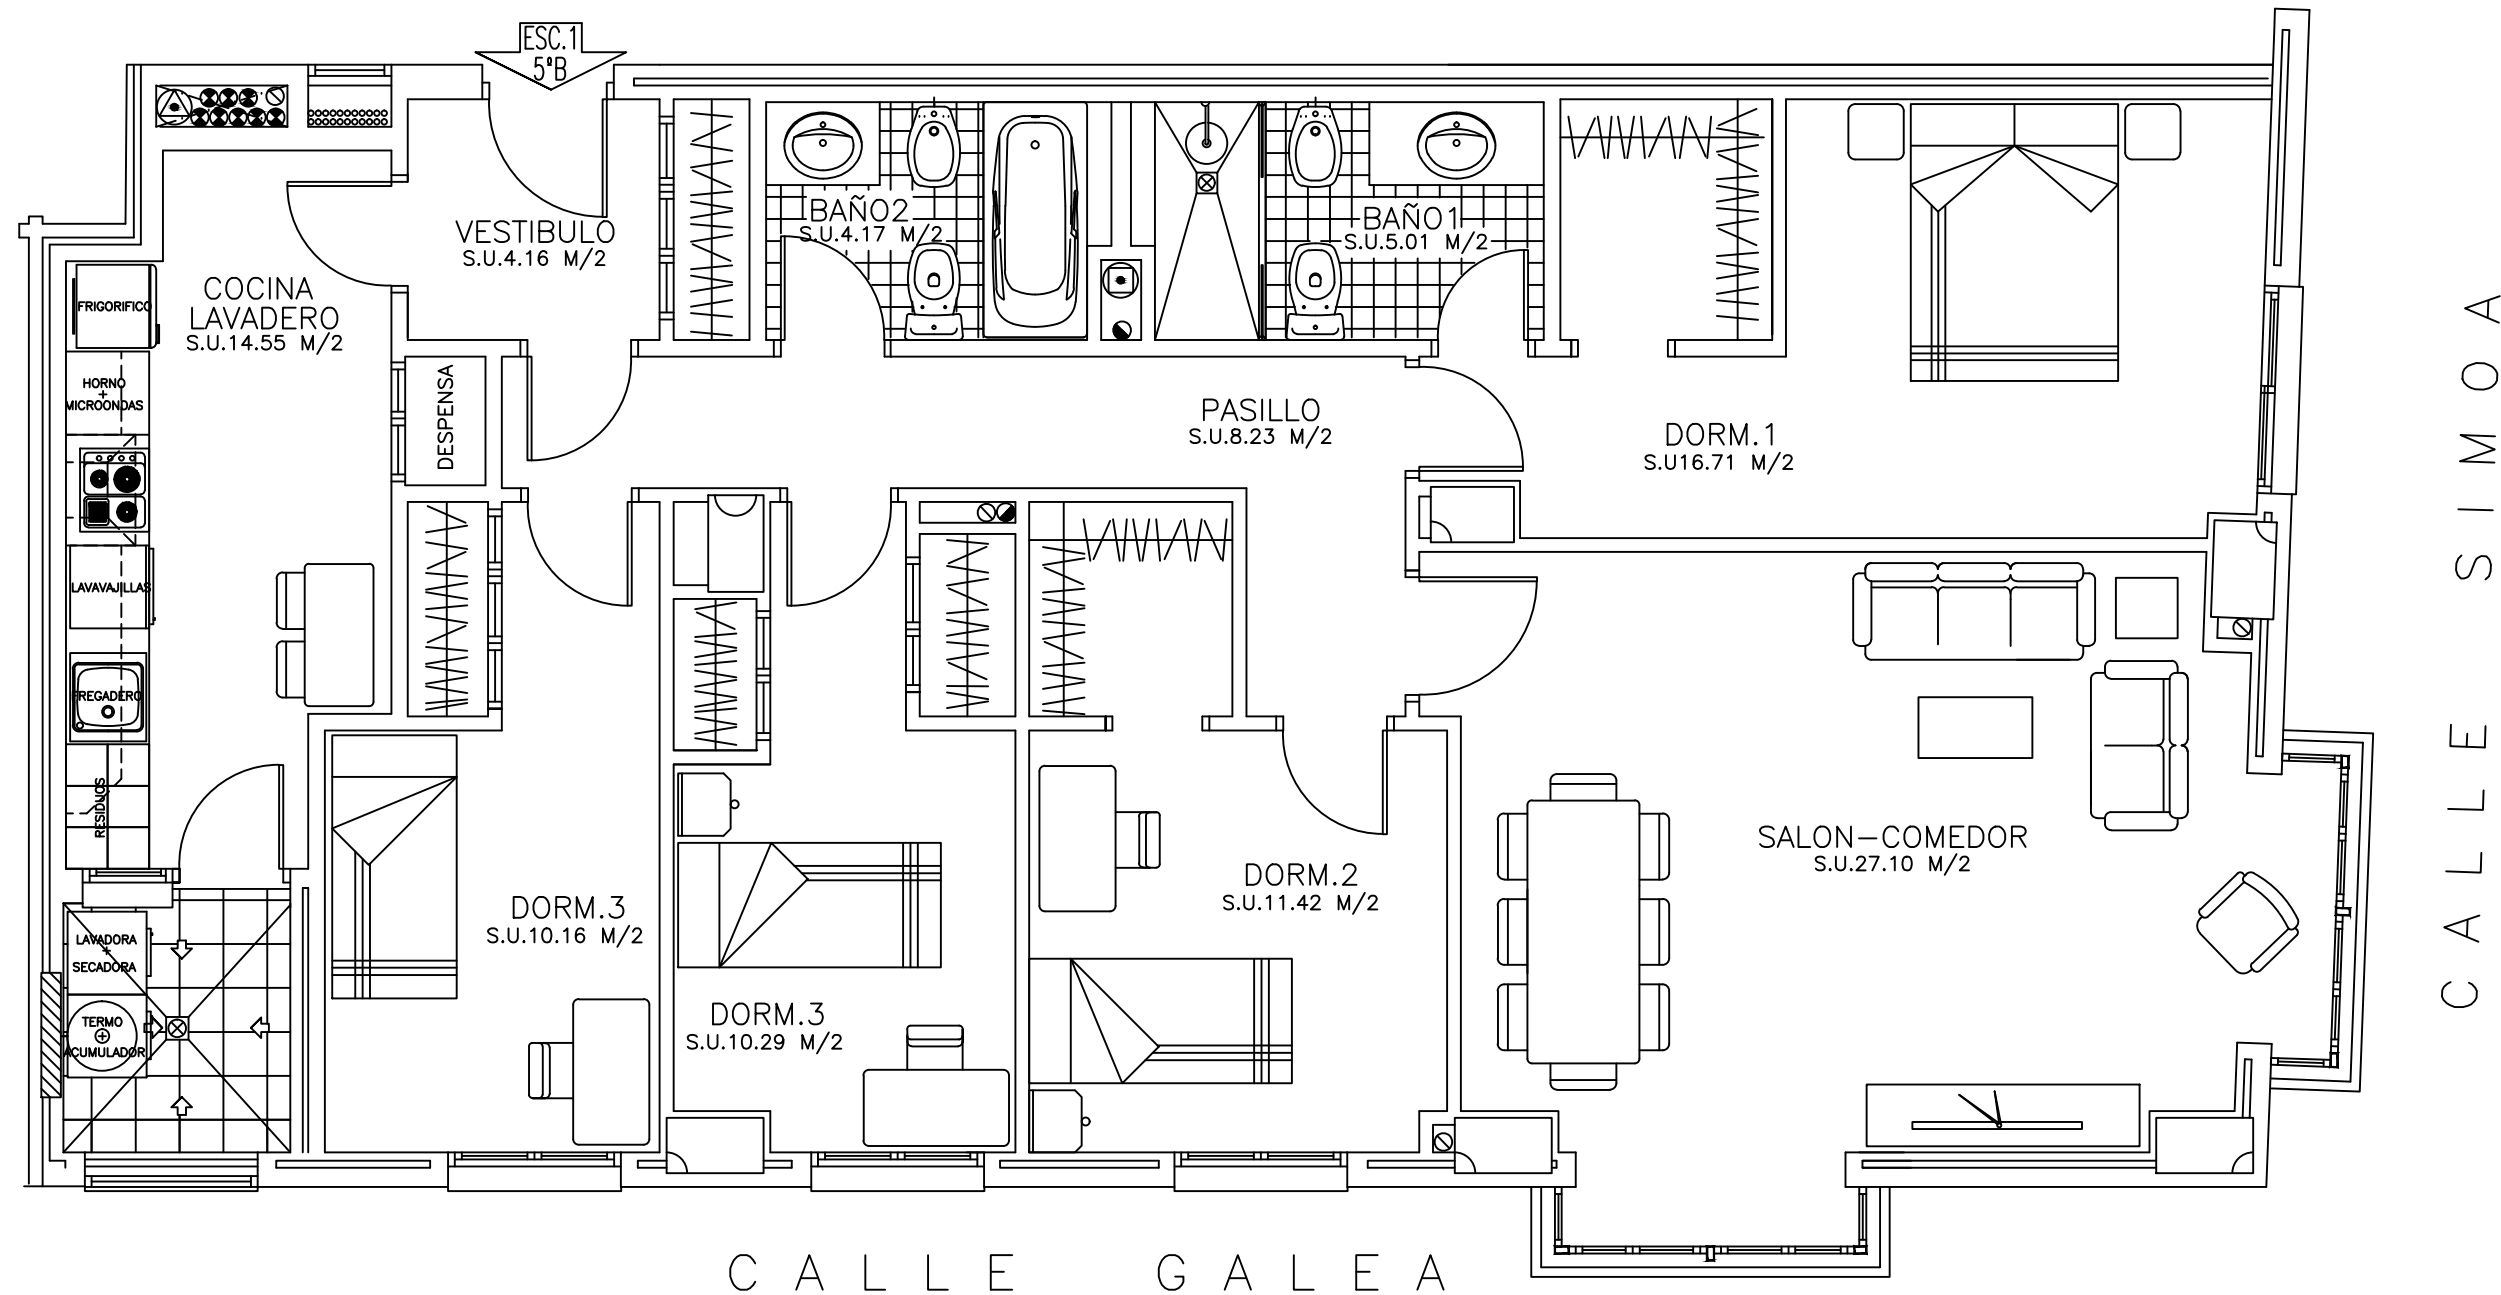 ESC.1
5ºB
VESTIBULO
S.U.4.16 M/2
COCINA
LAVADERO
S.U.14.55 M/2
FRIGORIFICO
HORNO
+
MICROONDAS
DESPENSA
LAVAVAJILLAS
FREGADERO
RESIDUOS
LAVADORA
+
SECADORA
TERMO
+
ACUMULADOR
BAÑO2
S.U.4.17 M/2
BAÑO1
S.U.5.01 M/2
PASILLO
S.U.8.23 M/2
DORM.1
S.U16.71 M/2
SALON-COMEDOR
S.U.27.10 M/2
DORM.2
S.U.11.42 M/2
DORM.3
S.U.10.16 M/2
DORM.3
S.U.10.29 M/2
CALLE GALEA
CALLE SIMOA